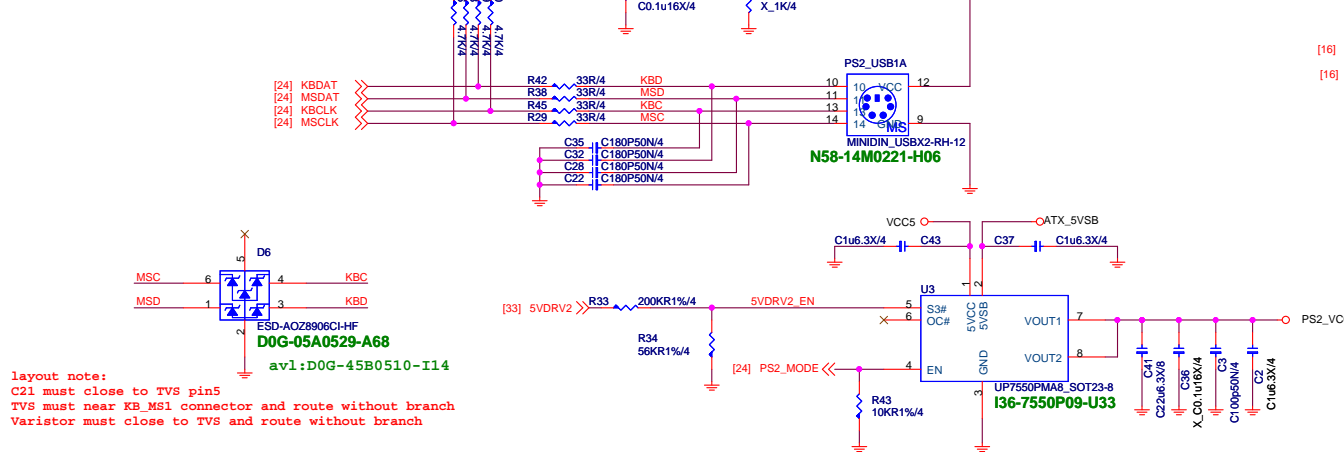 C0.1u16X/4
X_1K/4
4.7K/4
4.7K/4
4.7K/4
4.7K/4
[16]
[16]
PS2_USB1A
[24] KBDAT
R42
33R/4
KBD
10
10
VCC
12
[24] MSDAT
R38
33R/4
MSD
11
[24] KBCLK
R45
33R/4
KBC
13
[24] MSCLK
R29
33R/4
MSC
14
14
GND
9
MS
MINIDIN_USBX2-RH-12
N58-14M0221-H06
C35
C180P50N/4
C32
C180P50N/4
C28
C180P50N/4
C22
C180P50N/4
VCC5
ATX_5VSB
C1u6.3X/4
C43
C37
C1u6.3X/4
D6
5
MSC
6
4
KBC
MSD
1
3
KBD
2
ESD-AOZ8906CI-HF
D0G-05A0529-A68
avl:D0G-45B0510-I14
layout note:
C21 must close to TVS pin5
TVS must near KB_MS1 connector and route without branch
Varistor must close to TVS and route without branch
U3
1
2
[33] 5VDRV2
R33
200KR1%/4
5VDRV2_EN
5
S3#
6
OC#
5VCC
5VSB
VOUT1
7
VOUT2
8
PS2_VC
R34
56KR1%/4
[24] PS2_MODE
4
EN
GND
3
UP7550PMA8_SOT23-8
I36-7550P09-U33
R43
10KR1%/4
C41
C22u6.3X/8
C36
X_C0.1u16X/4
C3
C100p50N/4
C2
C1u6.3X/4